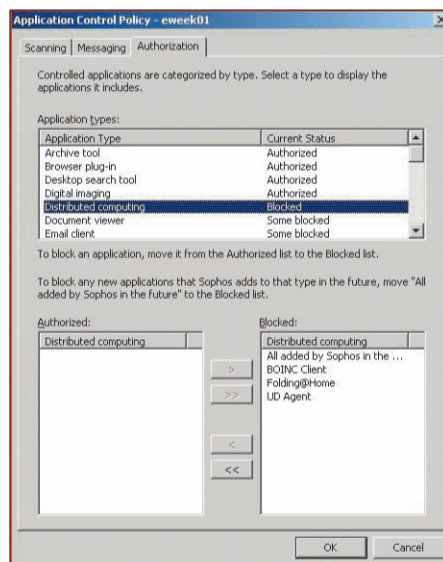 Application Control Policy - eweek01
Scanning Messaging Authorization
Controlled applications are categorized by type. Select a type to display the
applications it includes.
Application types:
Application Type Current Status
Archive tool Authorized
Browser plug-in Authorized
Desktop search tool Authorized
Digital imaging Authorized
Distributed computing Blocked
Document viewer Some blocked
Email client Some blocked
To block an application, move it from the Authorized list to the Blocked list.
To block any new applications that Sophos adds to that type in the future, move "All
added by Sophos in the future" to the Blocked list.
Authorized: Blocked:
Distributed computing Distributed computing
All added by Sophos in the ...
> BOINC Client
Folding@Home
>> UD Agent
<
<<
OK Cancel